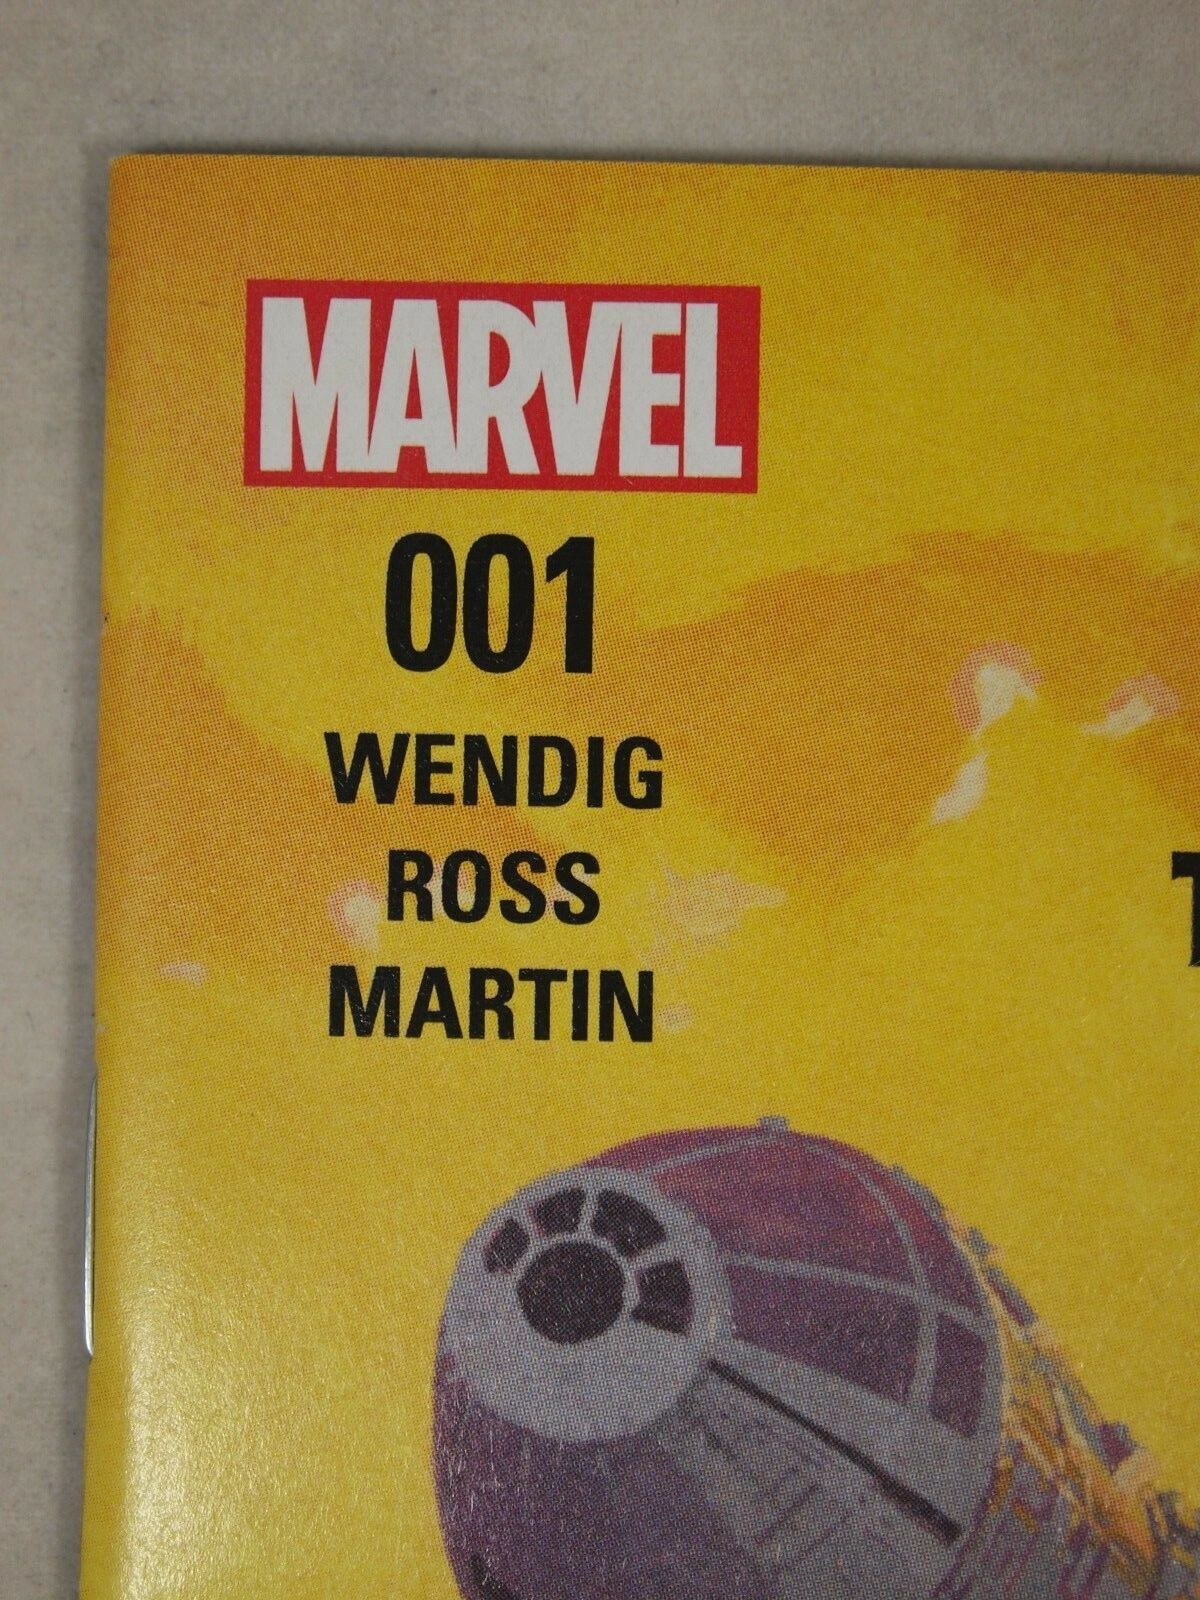 MARVEL
001
WENDIG
ROSS
MARTIN
T